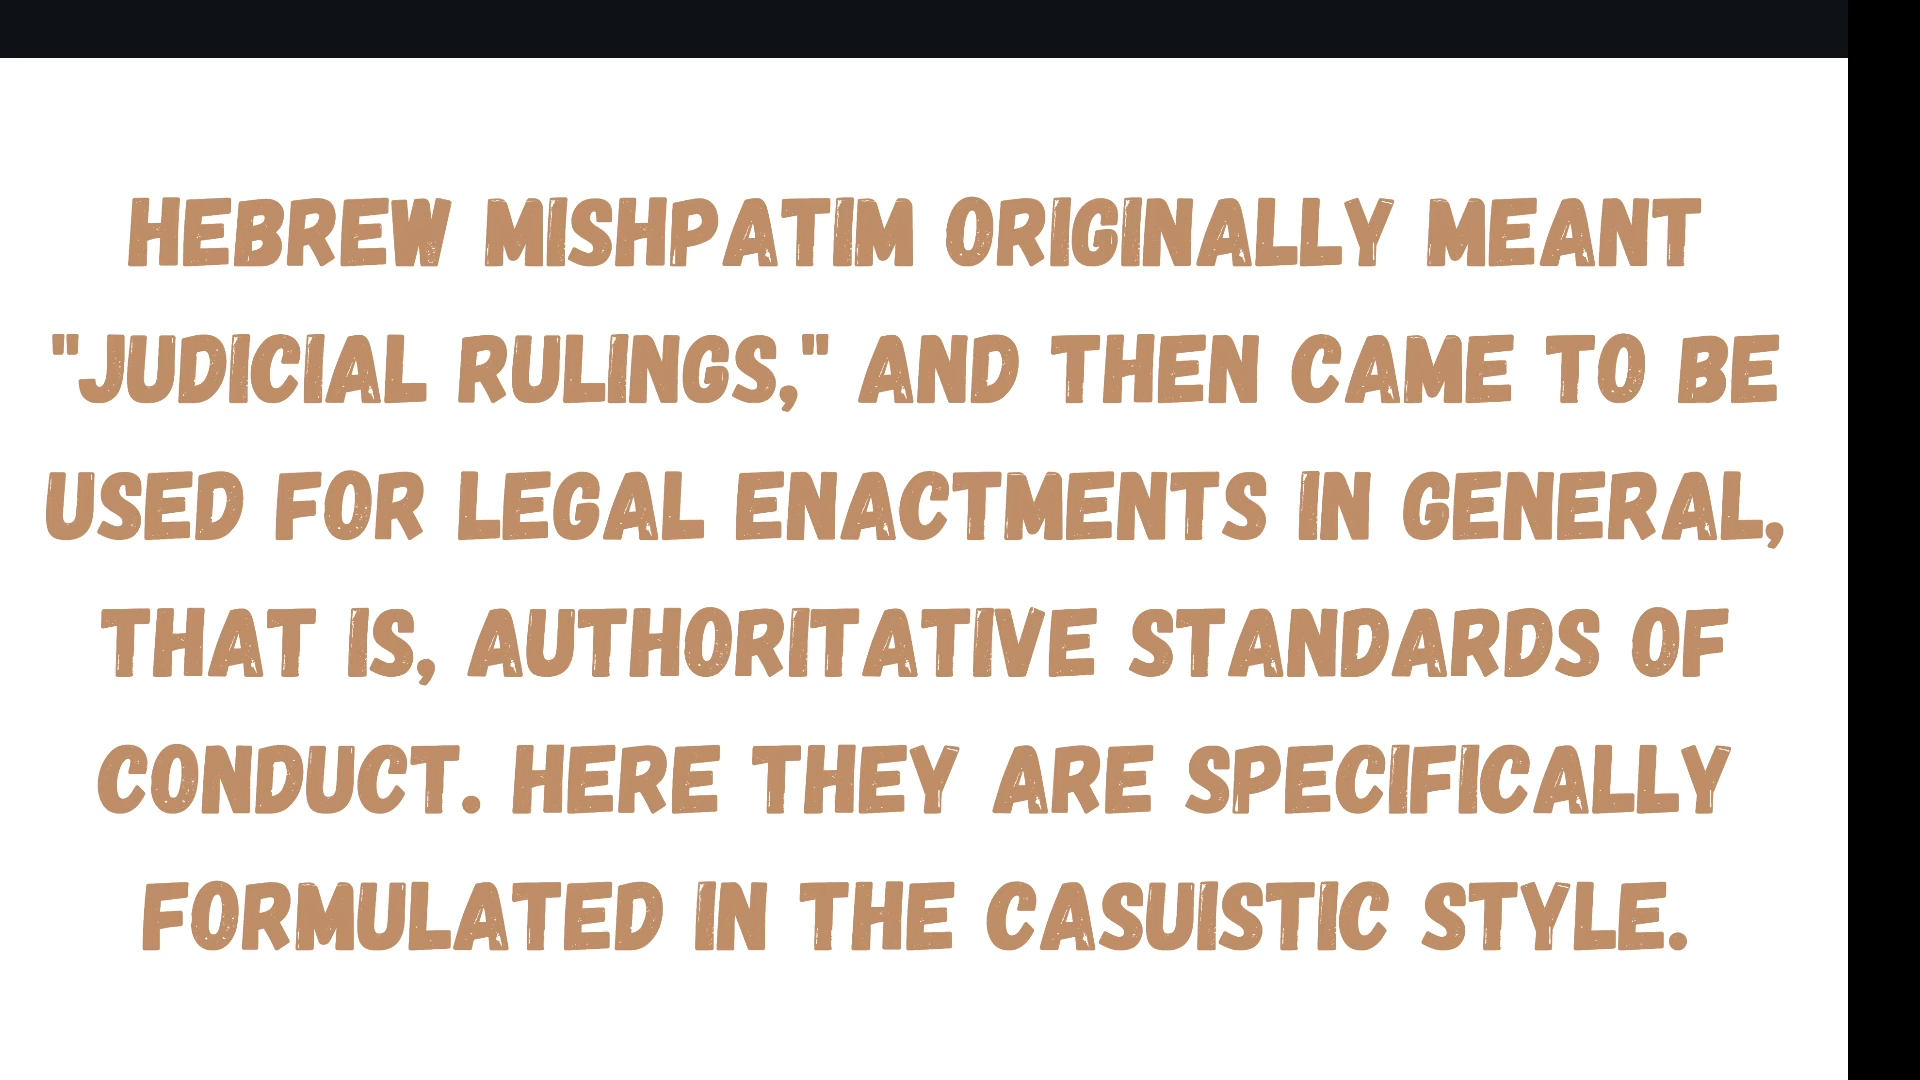 HEBREW MISHPATIM ORIGINALLY MEANT
"JUDICIAL RULINGS," AND THEN CAME TO BE
USED FOR LEGAL ENACTMENTS IN GENERAL,
THAT IS, AUTHORITATIVE STANDARDS OF
CONDUCT. HERE THEY ARE SPECIFICALLY
FORMULATED IN THE CASUISTIC STYLE.